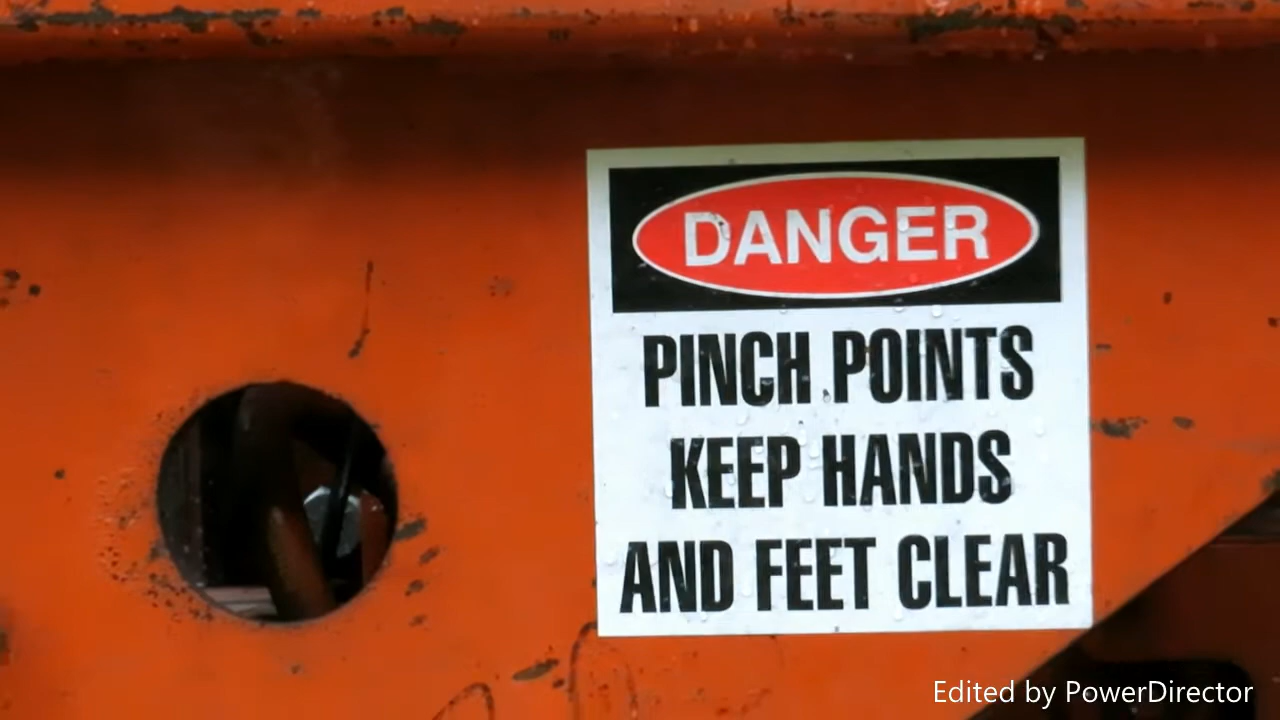 DANGER
PINCH POINTS
KEEP HANDS
AND FEET CLEAR
Edited by PowerDirector